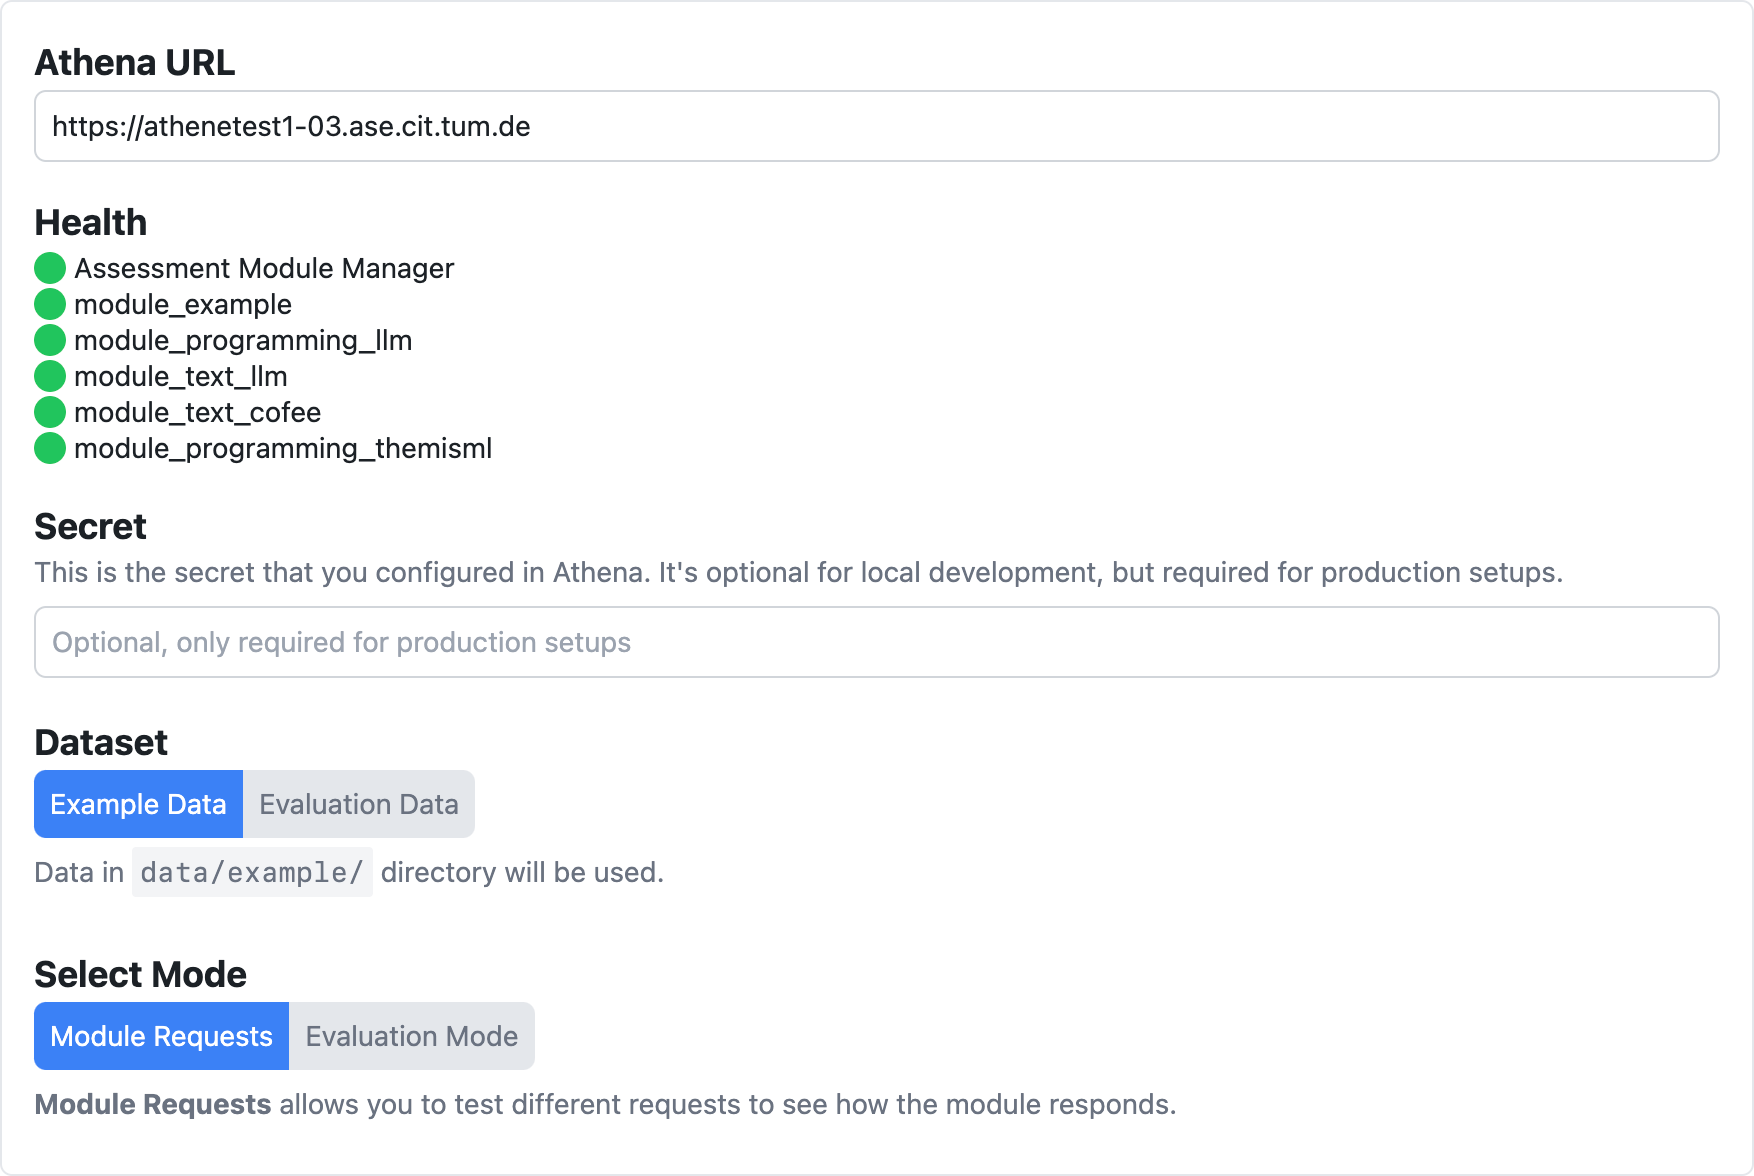 Athena URL
https://athenetest1-03.ase.cit.tum.de
Health
Assessment Module Manager
module_example
module_programming_llm
module_text_llm
module_text_cofee
module_programming_themisml
Secret
This is the secret that you configured in Athena. It's optional for local development, but required for production setups.
Optional, only required for production setups
Dataset
Example Data Evaluation Data
Data in data/example/ directory will be used.
Select Mode
Module Requests Evaluation Mode
Module Requests allows you to test different requests to see how the module responds.